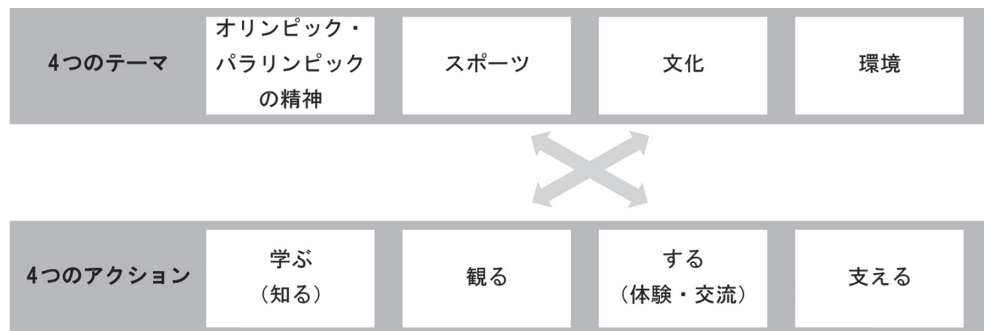 4つのテーマ
オリンピック・
パラリンピック
の精神
スポーツ
文化
環境
4つのアクション
学ぶ
（知る）
観る
する
（体験・交流）
支える